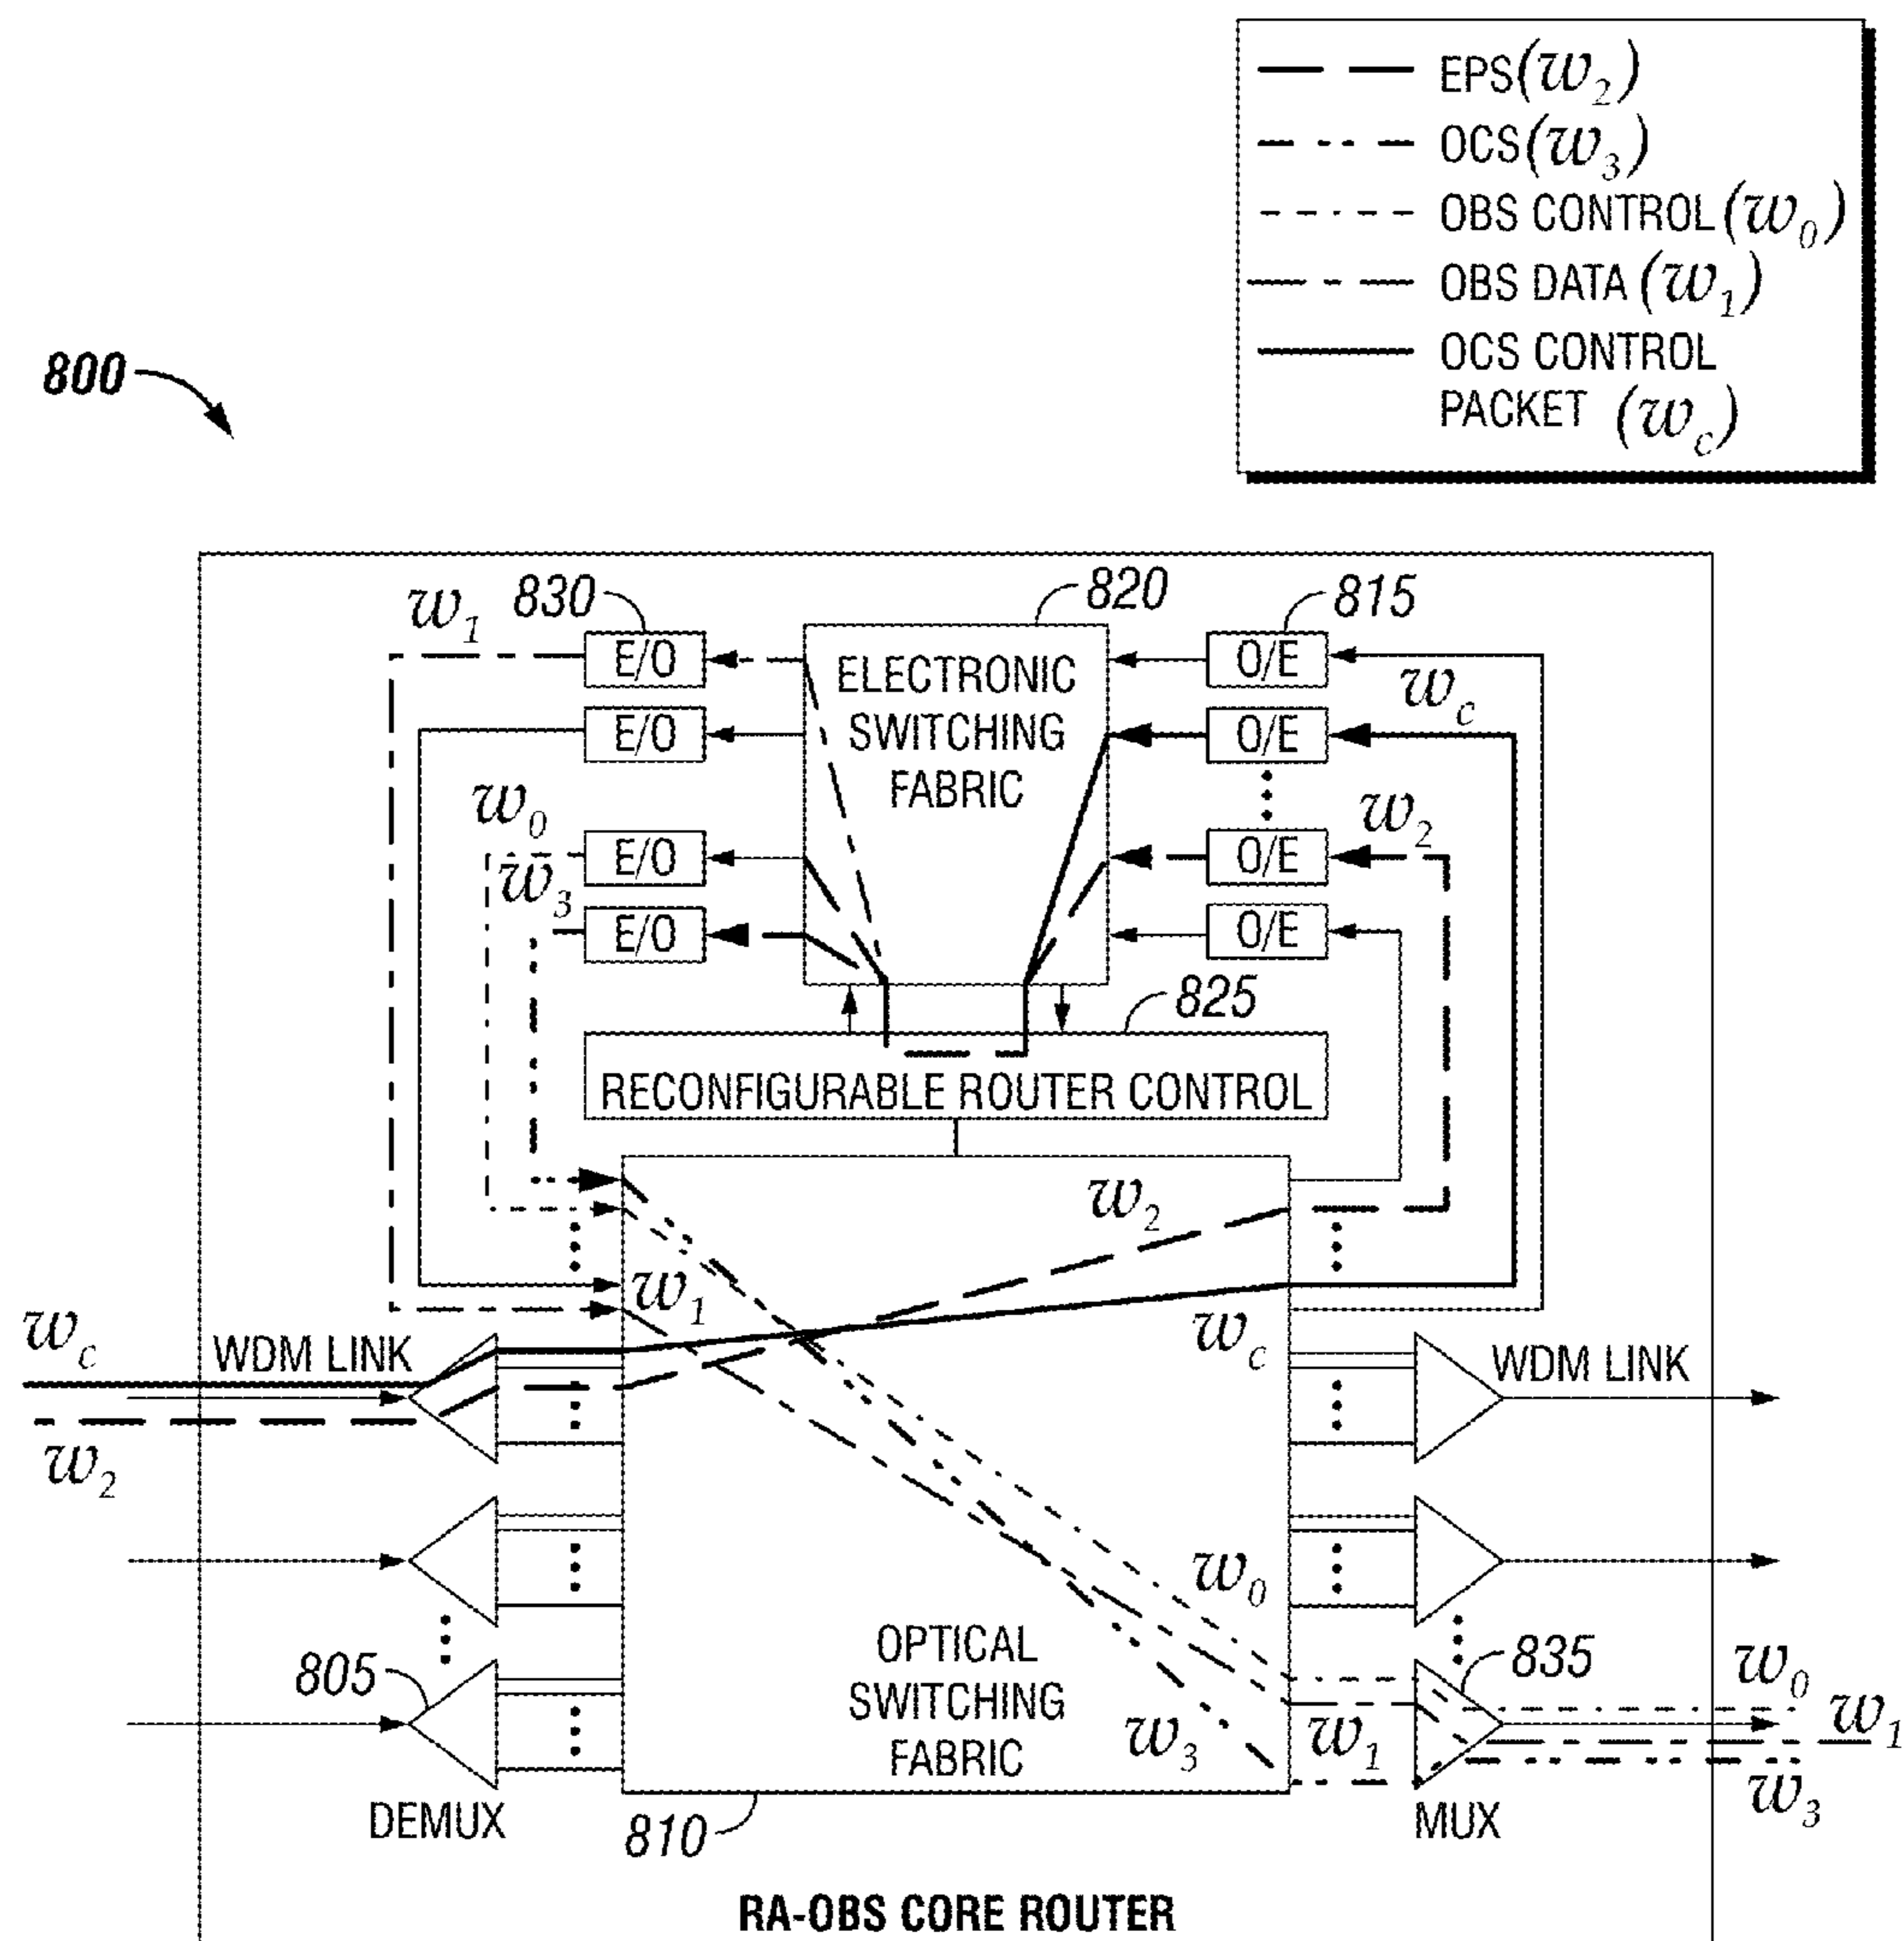 EPS(w2)
OCS(w3)
OBS CONTROL(w0)
OBS DATA(w1)
OCS CONTROL
PACKET (wc)
800
830
820
815
w1
E/O
ELECTRONIC
SWITCHING
FABRIC
O/E
wc
E/O
O/E
w0
w2
E/O
O/E
w3
E/O
O/E
825
RECONFIGURABLE ROUTER CONTROL
w2
w1
wc
wc
WDM LINK
WDM LINK
w2
w0
805
OPTICAL
SWITCHING
FABRIC
835
w0
w1
w3
w1
w3
DEMUX
810
MUX
RA-OBS CORE ROUTER